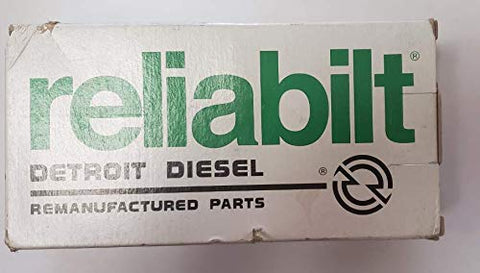 reliabilt®
DETROIT DIESEL ®
REMANUFACTURED PARTS